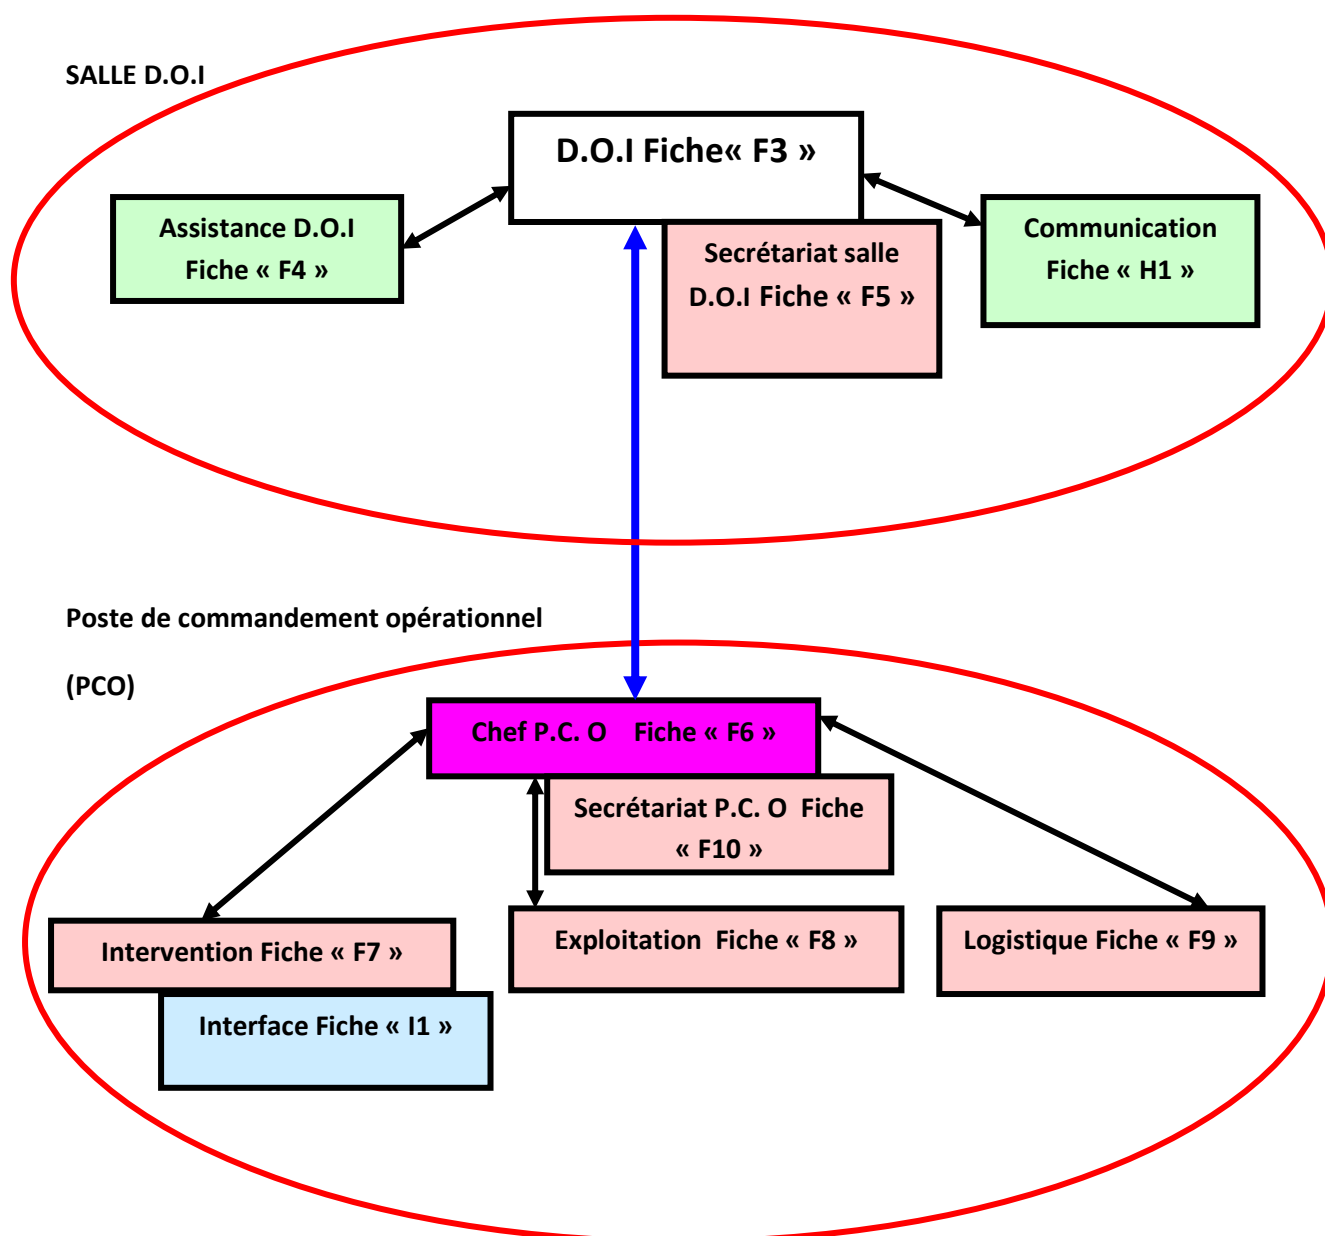 SALLE D.O.I
D.O.I Fiche« F3 »
Assistance D.O.I
Fiche « F4 »
Secrétariat salle
D.O.I Fiche « F5 »
Communication
Fiche « H1 »
Poste de commandement opérationnel
(PCO)
Chef P.C. O Fiche « F6 »
Secrétariat P.C. O Fiche
« F10 »
Intervention Fiche « F7 »
Exploitation Fiche « F8 »
Logistique Fiche « F9 »
Interface Fiche « I1 »